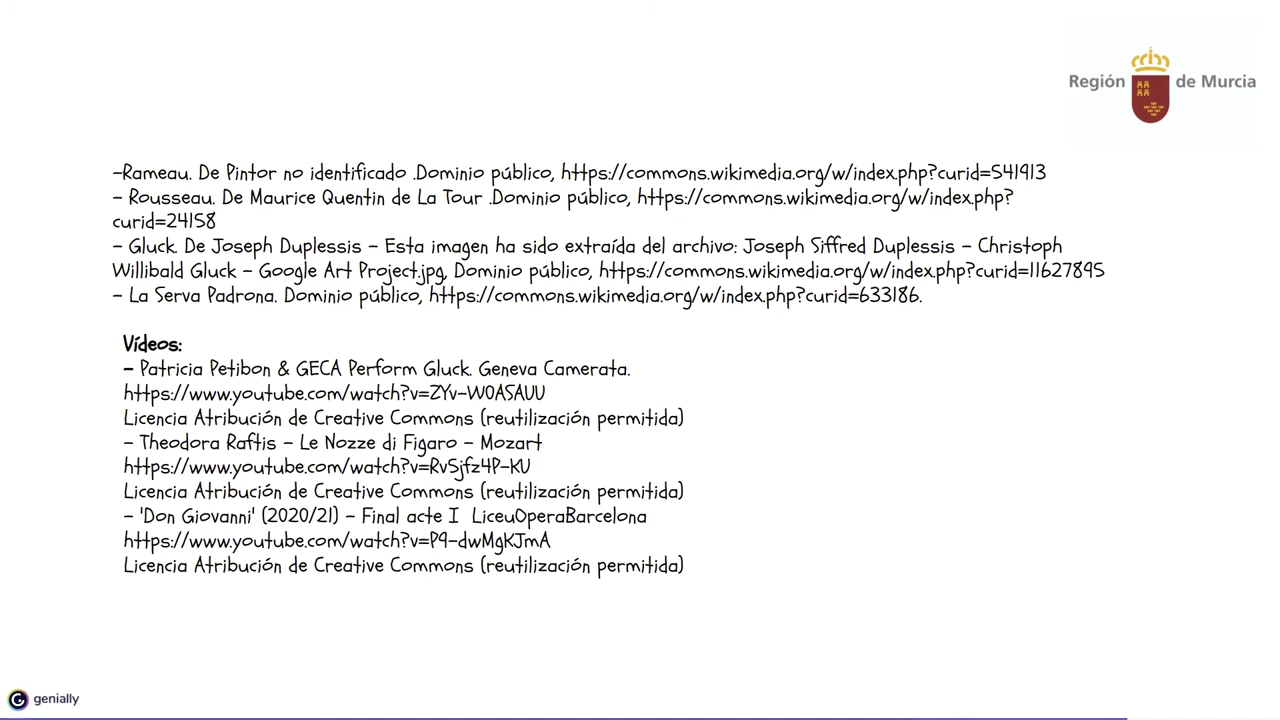 Región de Murcia
-Rameau. De Pintor no identificado .Dominio público, https://commons.wikimedia.org/w/index.php?curid=541913
- Rousseau. De Maurice Quentin de La Tour .Dominio público, https://commons.wikimedia.org/w/index.php?
curid=24158
- Gluck. De Joseph Duplessis - Esta imagen ha sido extraída del archivo: Joseph Siffred Duplessis - Christoph
Willibald Gluck - Google Art Project.jpg, Dominio público, https://commons.wikimedia.org/w/index.php?curid=11627895
- La Serva Padrona. Dominio público, https://commons.wikimedia.org/w/index.php?curid=633186.
Vídeos:
- Patricia Petibon & GECA Perform Gluck. Geneva Camerata.
https://www.youtube.com/watch?v=ZYv-W0ASAUU
Licencia Atribución de Creative Commons (reutilización permitida)
- Theodora Raftis - Le Nozze di Figaro - Mozart
https://www.youtube.com/watch?v=RvSjfz4P-KU
Licencia Atribución de Creative Commons (reutilización permitida)
- 'Don Giovanni' (2020/21) - Final acte I LiceuOperaBarcelona
https://www.youtube.com/watch?v=P9-dwMgKJmA
Licencia Atribución de Creative Commons (reutilización permitida)
genially